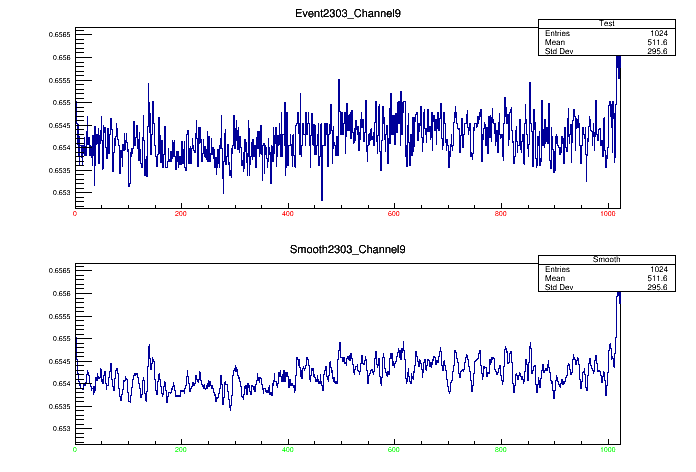 Event2303_Channel9
Test
Entries 1024
Mean 511.6
Std Dev 295.6
0.6565
0.656
0.6555
0.655
0.6545
0.654
0.6535
0.653
0 200 400 600 800 1000
Smooth2303_Channel9
Smooth
Entries 1024
Mean 511.6
Std Dev 295.6
0.6565
0.656
0.6555
0.655
0.6545
0.654
0.6535
0.653
0 200 400 600 800 1000